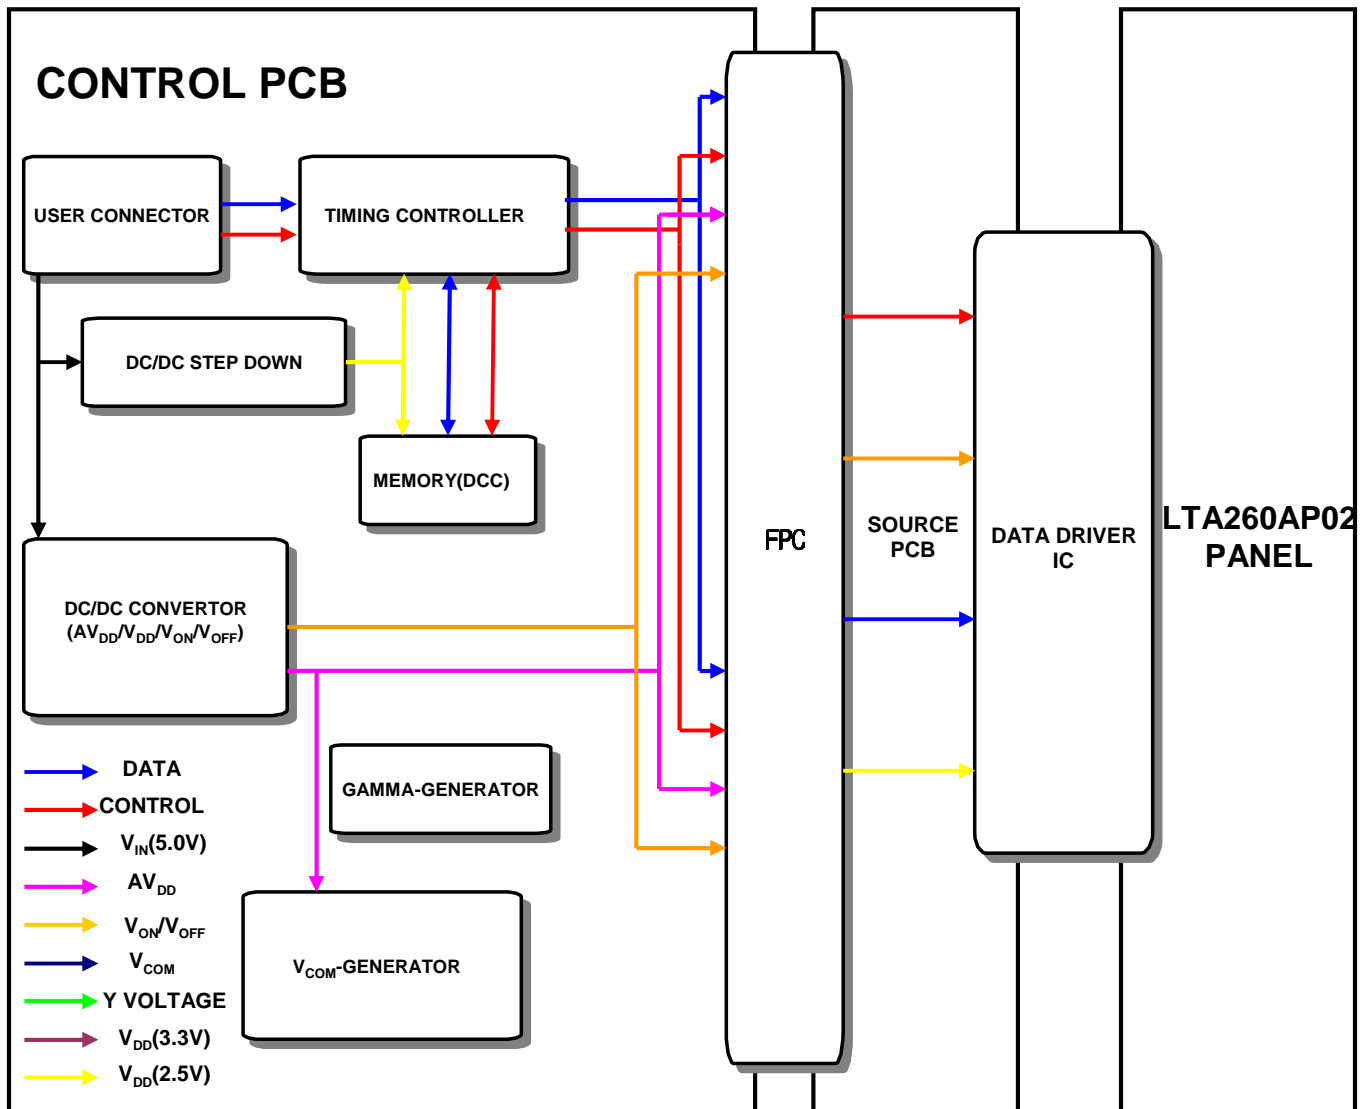 CONTROL PCB
USER CONNECTOR
TIMING CONTROLLER
DC/DC STEP DOWN
MEMORY(DCC)
FPC
SOURCE
PCB
DATA DRIVER
IC
LTA260AP02
PANEL
DC/DC CONVERTOR
(AVDD/VDD/VON/VOFF)
GAMMA-GENERATOR
VCOM-GENERATOR
DATA
CONTROL
VIN(5.0V)
AVDD
VON/VOFF
VCOM
Y VOLTAGE
VDD(3.3V)
VDD(2.5V)